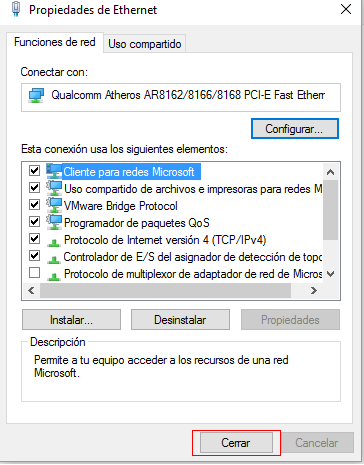 Propiedades de Ethernet
Funciones de red
Uso compartido
Conectar con:
Qualcomm Atheros AR8162/8166/8168 PCI-E Fast Ethern
Configurar...
Esta conexión usa los siguientes elementos:
Cliente para redes Microsoft
Uso compartido de archivos e impresoras para redes M
VMware Bridge Protocol
Programador de paquetes QoS
Protocolo de Internet versión 4 (TCP/IPv4)
Controlador de E/S del asignador de detección de topo
Protocolo de multiplexor de adaptador de red de Micros
Instalar...
Desinstalar
Propiedades
Descripción
Permite a tu equipo acceder a los recursos de una red
Microsoft.
Cerrar
Cancelar